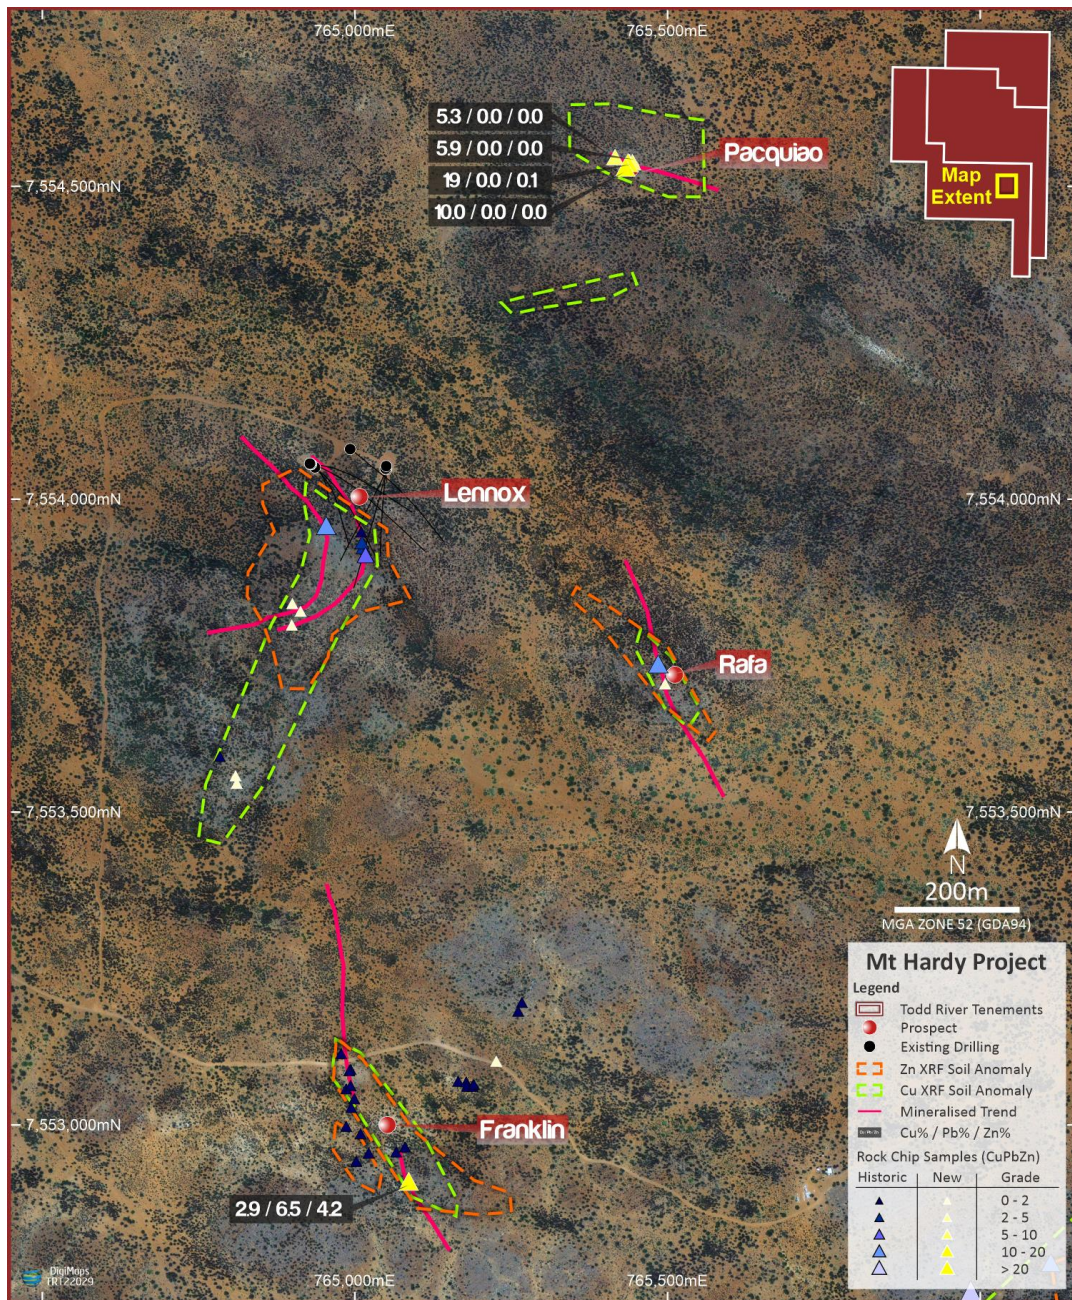 765,000mE
765,500mE
5.3 / 0.0 / 0.0
5.9 / 0.0 / 0.0
19 / 0.0 / 0.1
10.0 / 0.0 / 0.0
Pacquiao
Map
Extent
7,554,500mN
Lennox
7,554,000mN
7,554,000mN
Rafa
7,553,500mN
7,553,500mN
N
200m
MGA ZONE 52 (GDA94)
7,553,000mN
Franklin
2.9 / 6.5 / 4.2
Mt Hardy Project
Legend
Todd River Tenements
Prospect
Existing Drilling
Zn XRF Soil Anomaly
Cu XRF Soil Anomaly
Mineralised Trend
Cu% / Pb% / Zn%
Rock Chip Samples (CuPbZn)
Historic New Grade
0 - 2
2 - 5
5 - 10
10 - 20
> 20
DigiMaps
TRT22029
765,000mE
765,500mE